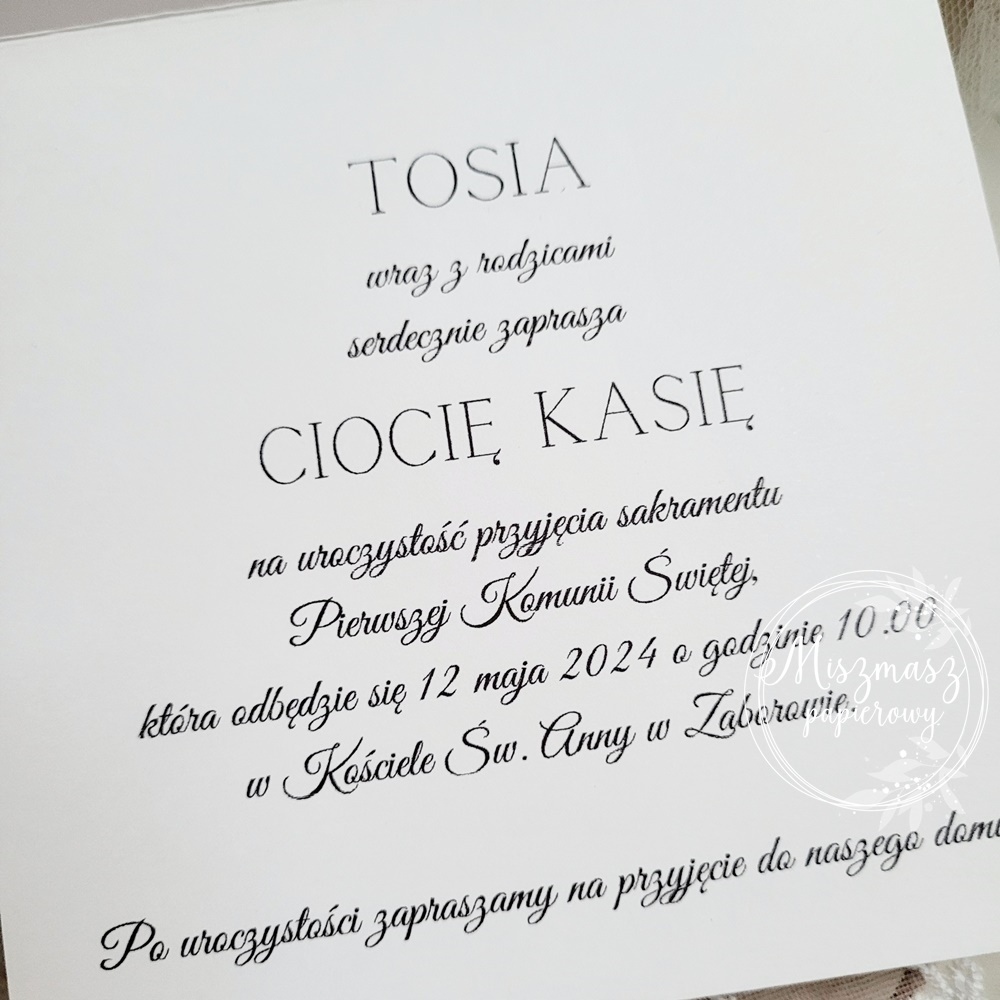 TOSIA
wraz z rodzicami
serdecznie zaprasza
CIOCIĘ KASIĘ
na uroczystość przyjęcia sakramentu
Pierwszej Komunii Świętej,
która odbędzie się 12 maja 2024 o godzinie 10.00
w Kościele Św. Anny w Zaborowie.
Miszmasz
papierowy
Po uroczystości zapraszamy na przyjęcie do naszego domu